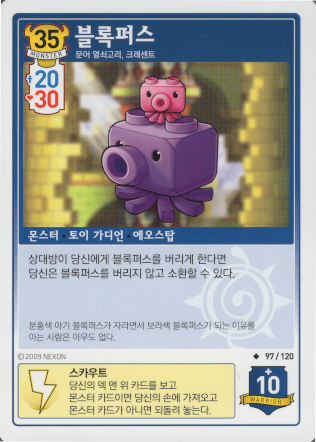 35
MONSTER
블록퍼스
문어 열쇠고리, 크레센트
20
30
몬스터 · 토이 가디언 · 에오스탑
상대방이 당신에게 블록퍼스를 버리게 한다면
당신은 블록퍼스를 버리지 않고 소환할 수 있다.
분홍색 아기 블록퍼스가 자라면서 보라색 블록퍼스가 되는 이유를
아는 사람은 아무도 없다.
©2009 NEXON
◆ 97 / 120
스카우트
당신의 덱 맨 위 카드를 보고
몬스터 카드이면 당신의 손에 가져오고
몬스터 카드가 아니면 되돌려 놓는다.
+
10
WARRIOR